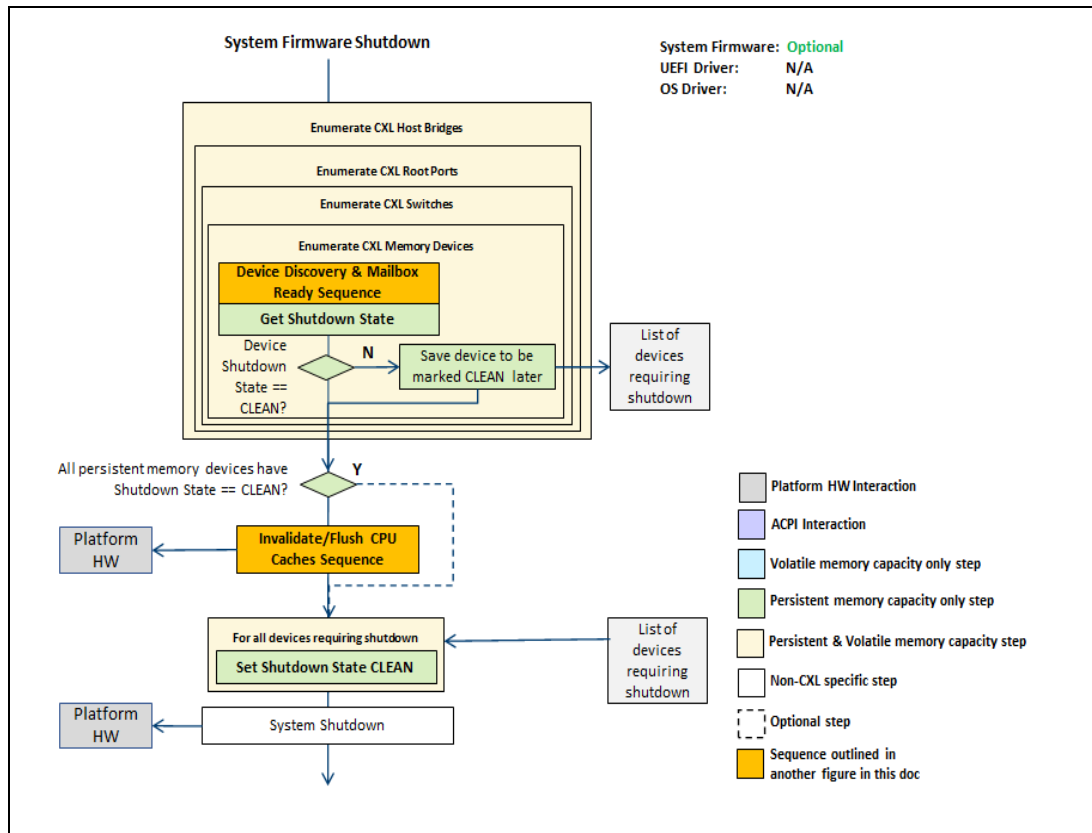 System Firmware Shutdown
System Firmware: Optional
UEFI Driver: N/A
OS Driver: N/A
Enumerate CXL Host Bridges
Enumerate CXL Root Ports
Enumerate CXL Switches
Enumerate CXL Memory Devices
Device Discovery & Mailbox
Ready Sequence
Get Shutdown State
Device
Shutdown
State ==
CLEAN?
N
Save device to be
marked CLEAN later
List of
devices
requiring
shutdown
All persistent memory devices have
Shutdown State == CLEAN?
Y
Platform
HW
Invalidate/Flush CPU
Caches Sequence
For all devices requiring shutdown
Set Shutdown State CLEAN
List of
devices
requiring
shutdown
Platform
HW
System Shutdown
Platform HW Interaction
ACPI Interaction
Volatile memory capacity only step
Persistent memory capacity only step
Persistent & Volatile memory capacity step
Non-CXL specific step
Optional step
Sequence outlined in
another figure in this doc